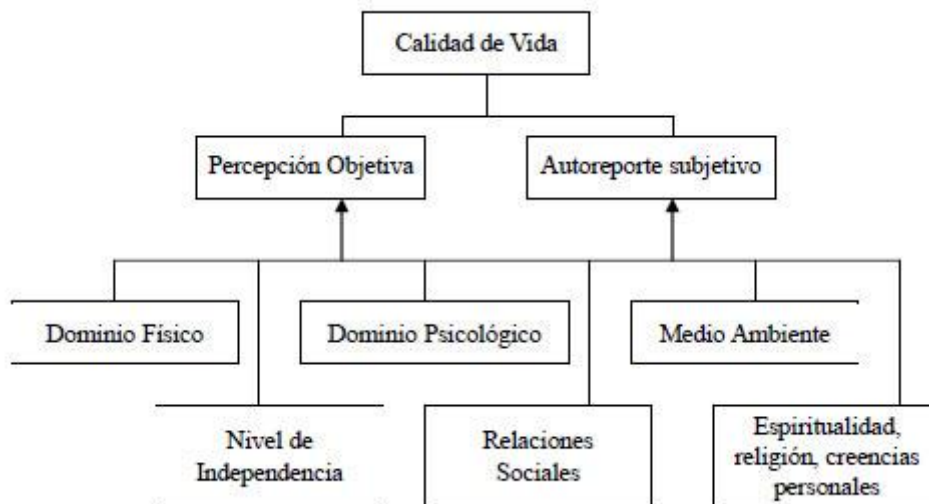 Calidad de Vida
Percepción Objetiva
Autoreporte subjetivo
Dominio Físico
Dominio Psicológico
Medio Ambiente
Nivel de
Independencia
Relaciones
Sociales
Espiritualidad,
religión, creencias
personales